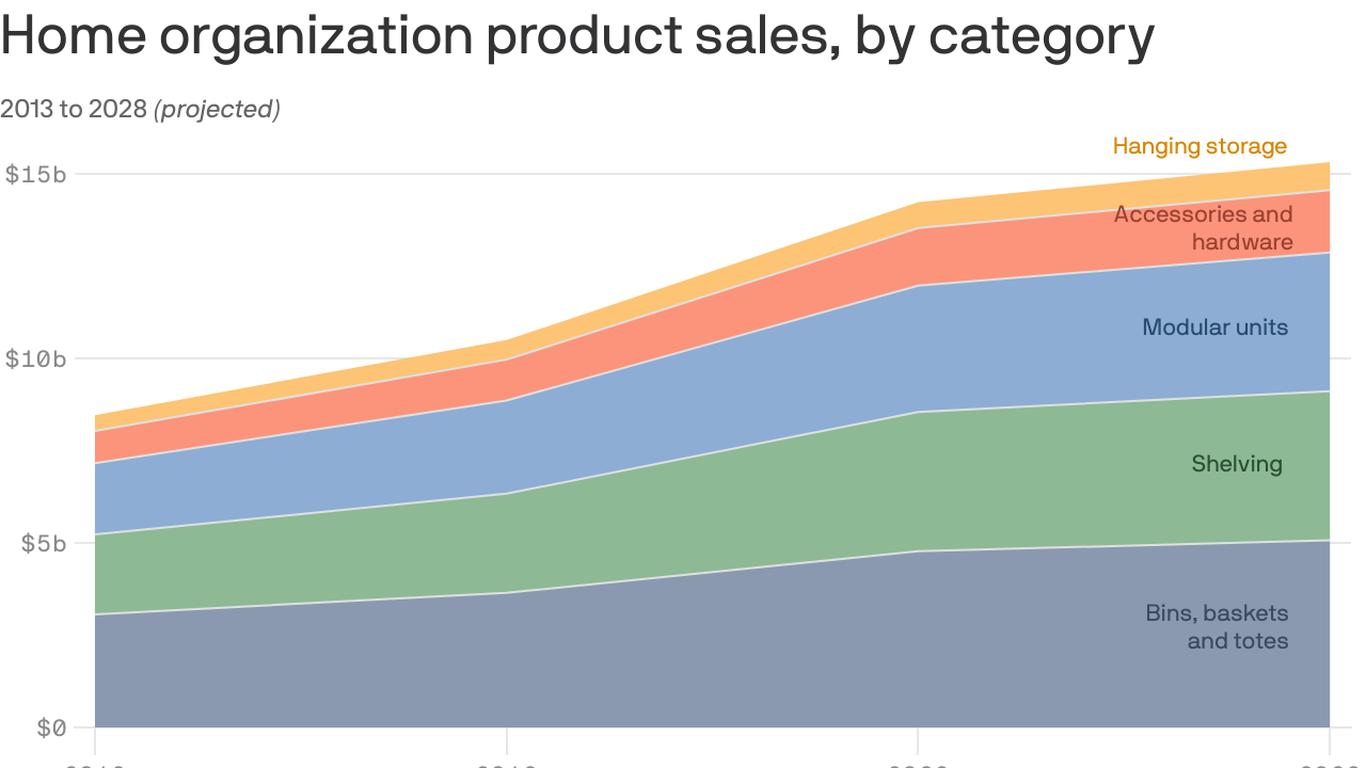 Home organization product sales, by category
2013 to 2028 (projected)
Hanging storage
$15b
Accessories and
hardware
Modular units
$10b
Shelving
$5b
Bins, baskets
and totes
$0